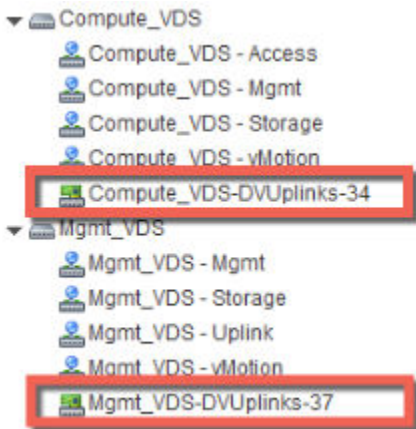 Compute_VDS
Compute_VDS - Access
Compute_VDS - Mgmt
Compute_VDS - Storage
Compute_VDS - vMotion
Compute_VDS-DVUplinks-34
Mgmt_VDS
Mgmt_VDS - Mgmt
Mgmt_VDS - Storage
Mgmt_VDS - Uplink
Mgmt_VDS - vMotion
Mgmt_VDS-DVUplinks-37